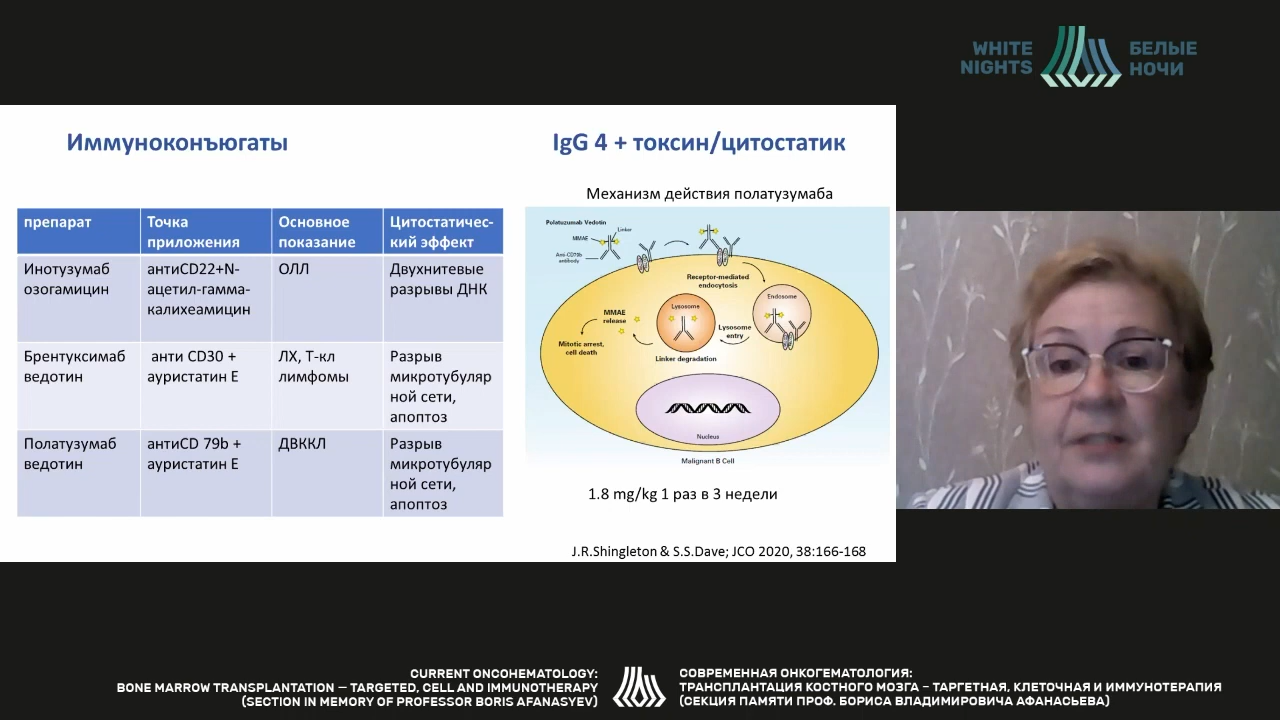 WHITE
NIGHTS
БЕЛЫЕ
НОЧИ
Иммуноконъюгаты
IgG 4 + токсин/цитостатик
препарат
Точка
приложения
Основное
показание
Цитостатичес-
кий эффект
Инотузумаб
озогамицин
антиCD22+N-
ацетил-гамма-
калихеамицин
ОЛЛ
Двухнитевые
разрывы ДНК
Брентуксимаб
ведотин
анти CD30 +
ауристатин Е
ЛХ, Т-кл
лимфомы
Разрыв
микротубуляр
ной сети,
апоптоз
Полатузумаб
ведотин
антиCD 79b +
ауристатин Е
ДВККЛ
Разрыв
микротубуляр
ной сети,
апоптоз
Механизм действия полатузумаба
Polatuzumab Vedotin
Linker
MMAE
Anti-CD79b
antibody
Receptor-mediated
endocytosis
Endosome
Lysosome
MMAE
release
Lysosome
entry
Mitotic arrest,
cell death
Linker degradation
Nucleus
Malignant B Cell
1.8 mg/kg 1 раз в 3 недели
J.R.Shingleton & S.S.Dave; JCO 2020, 38:166-168
CURRENT ONCOHEMATOLOGY:
BONE MARROW TRANSPLANTATION – TARGETED, CELL AND IMMUNOTHERAPY
(SECTION IN MEMORY OF PROFESSOR BORIS AFANASYEV)
СОВРЕМЕННАЯ ОНКОГЕМАТОЛОГИЯ:
ТРАНСПЛАНТАЦИЯ КОСТНОГО МОЗГА – ТАРГЕТНАЯ, КЛЕТОЧНАЯ И ИММУНОТЕРАПИЯ
(СЕКЦИЯ ПАМЯТИ ПРОФ. БОРИСА ВЛАДИМИРОВИЧА АФАНАСЬЕВА)